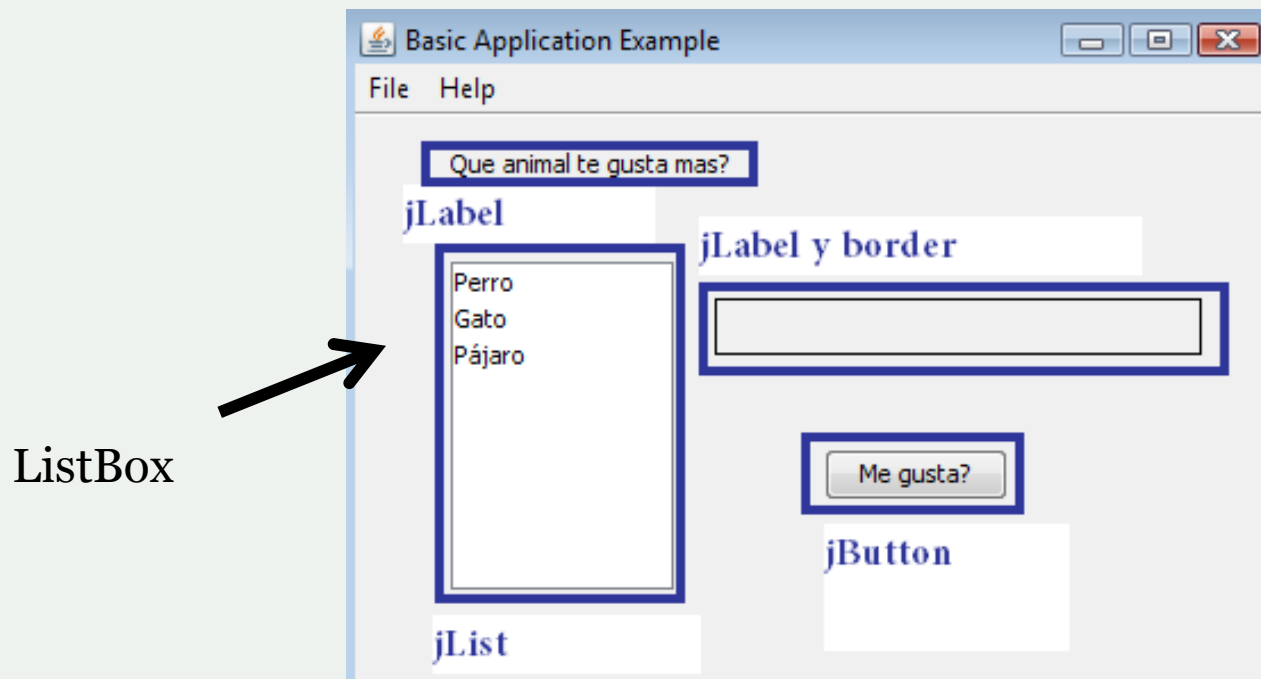 Basic Application Example
File Help
Que animal te gusta mas?
jLabel
jLabel y border
Perro
Gato
Pájaro
ListBox
Me gusta?
jButton
jList